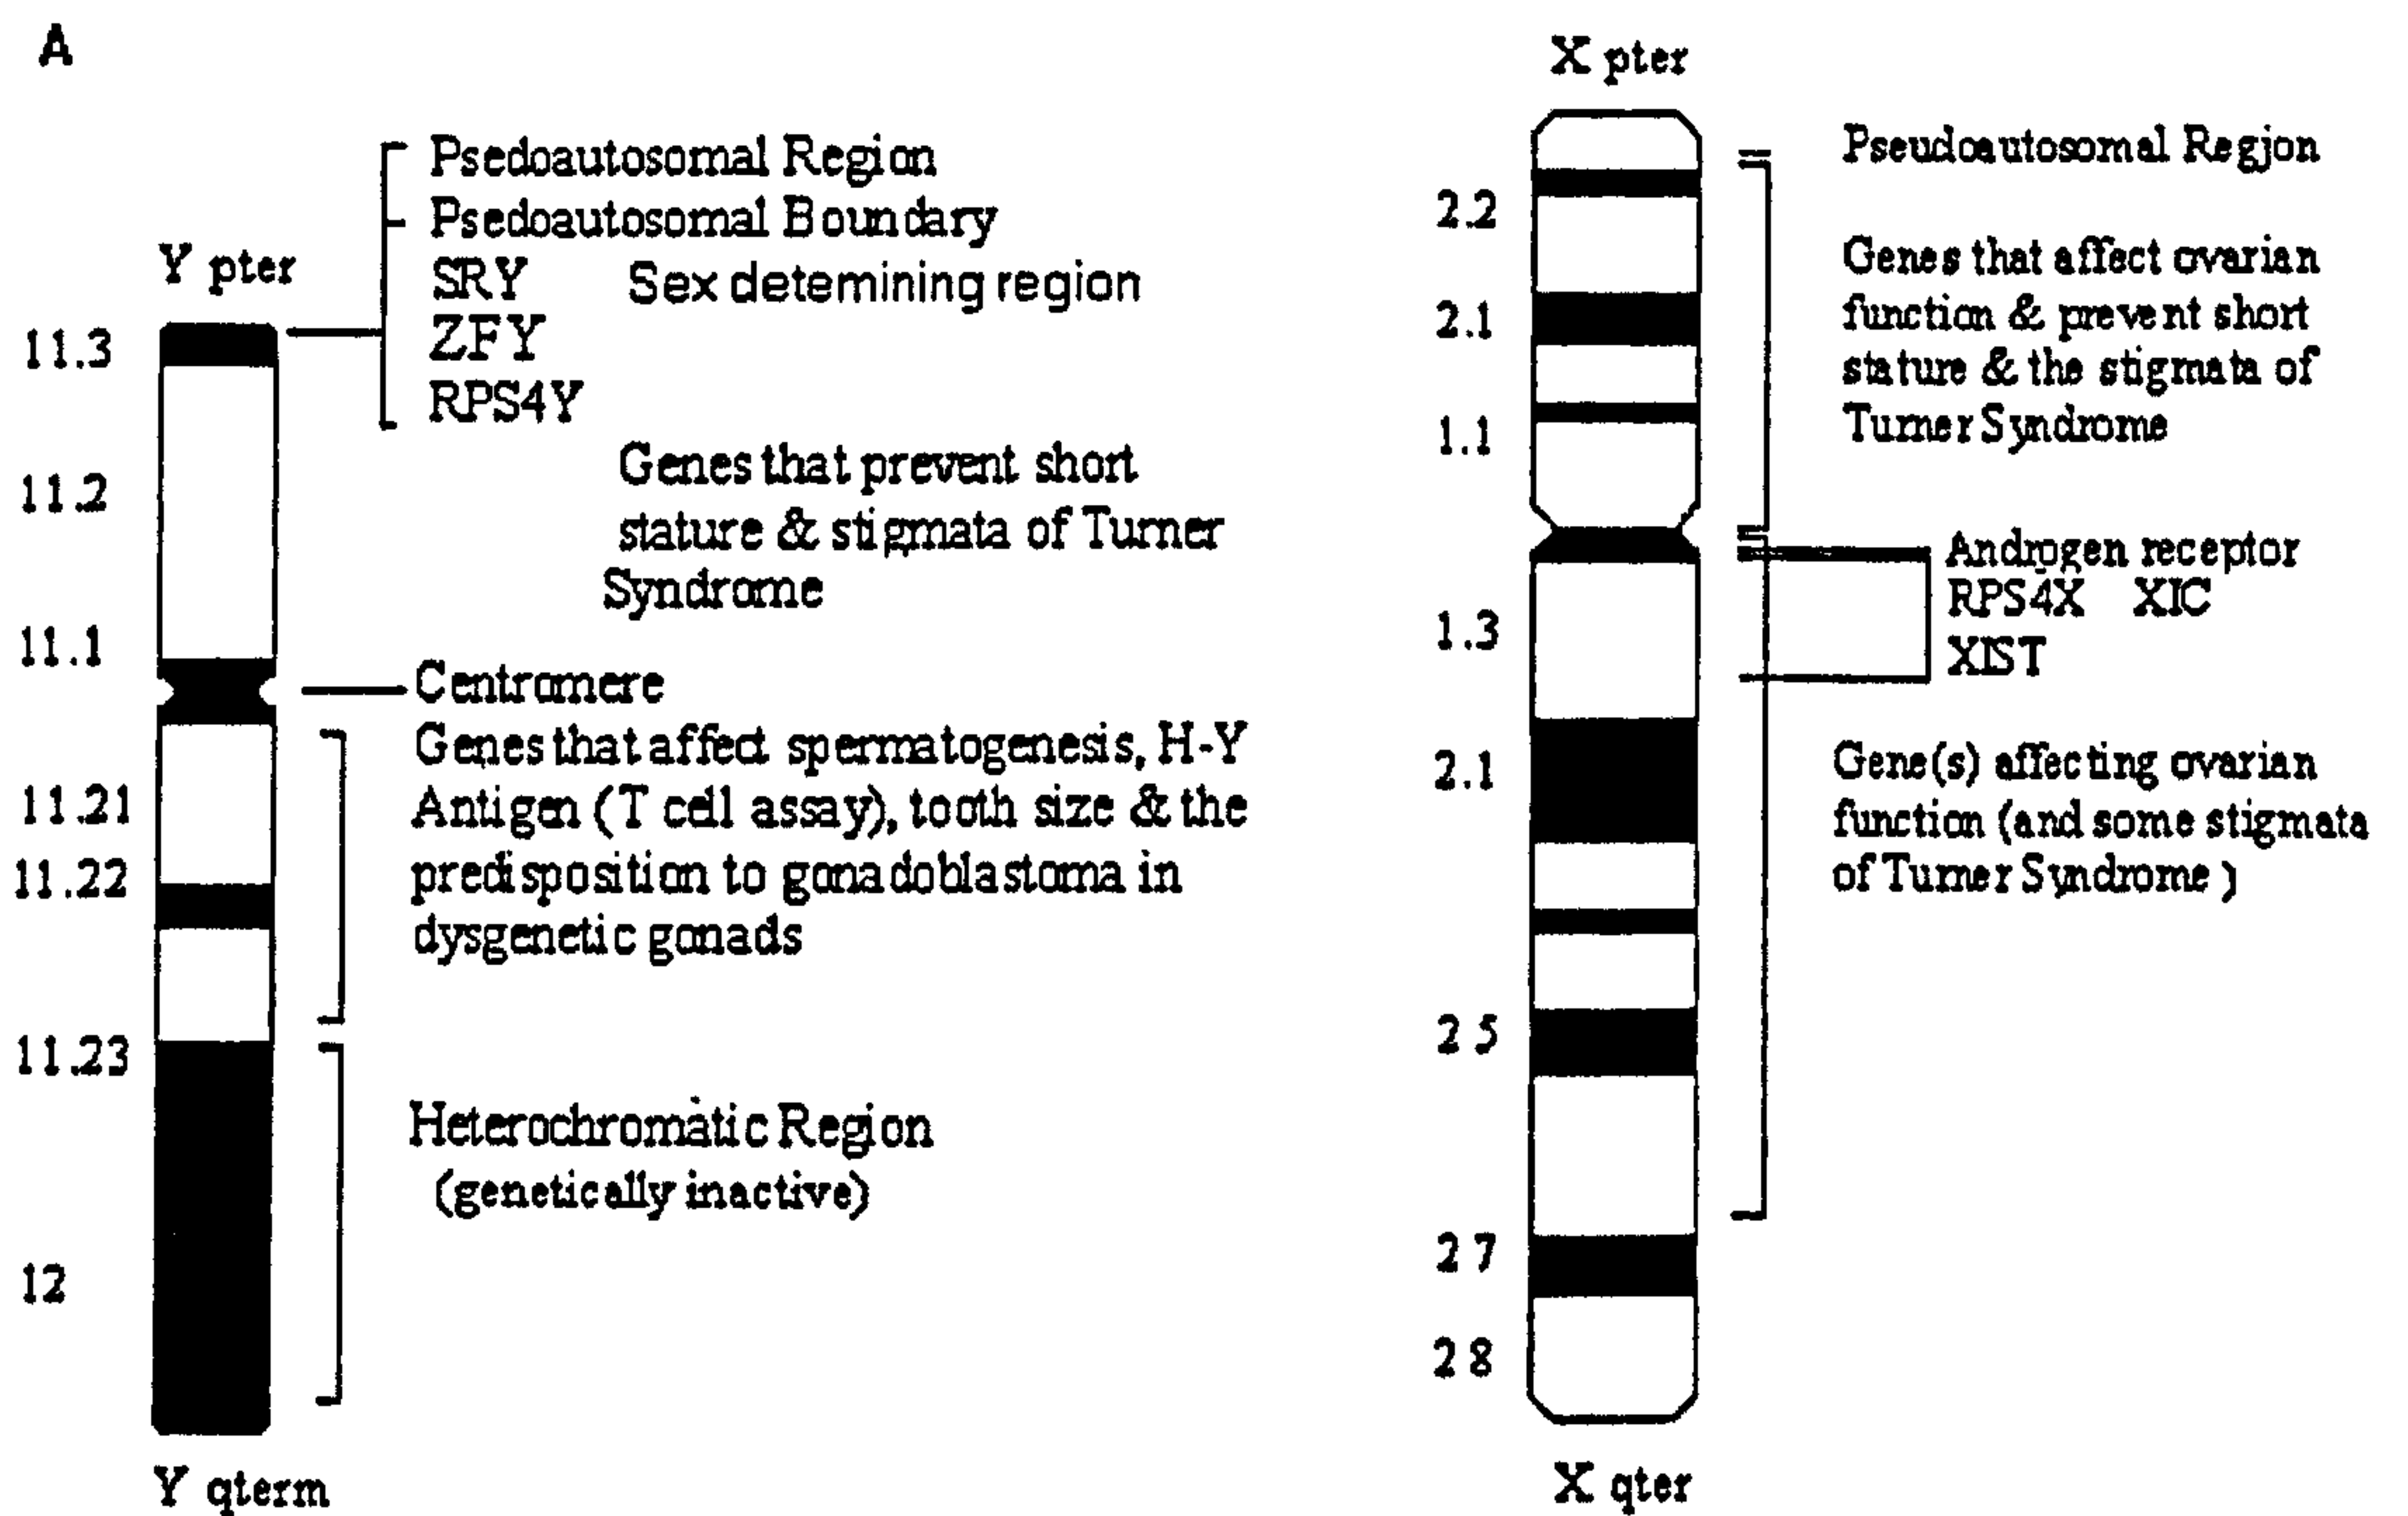 A
Y pter
11.3
11.2
11.1
11.21
11.22
11.23
12
Y qterm
Psedoautosomal Region
Psedoautosomal Boundary
SRY Sex detemining region
ZFY
RPS4Y
Genes that prevent short
stature & stigmata of Turner
Syndrome
Centromere
Genes that affect spermatogenesis, H-Y
Antigen (T cell assay), tooth size & the
predisposition to gonadoblastoma in
dysgenetic gonads
Heterochromatic Region
(genetically inactive)
X pter
2.2
2.1
1.1
1.3
2.1
2 5
2 7
2 8
X qter
Pseudoautosomal Region
Genes that affect ovarian
function & prevent short
stature & the stigmata of
Turner Syndrome
Androgen receptor
RPS4X XIC
XIST
Gene(s) affecting ovarian
function (and some stigmata
of Turner Syndrome)